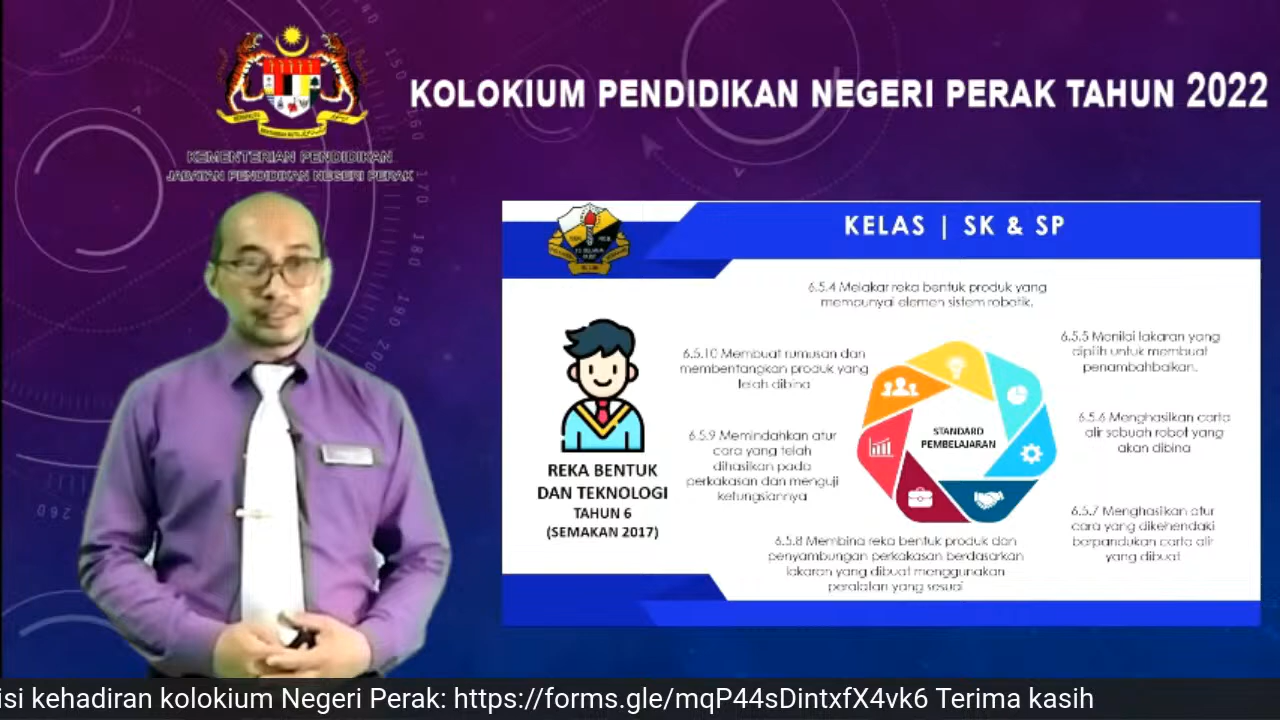 KOLOKIUM PENDIDIKAN NEGERI PERAK TAHUN 2022
KEMENTERIAN PENDIDIKAN
JABATAN PENDIDIKAN NEGERI PERAK
KELAS | SK & SP
6.5.4 Melakar reka bentuk produk yang
mempunyai elemen sistem robotik.
6.5.5 Menilai lakaran yang
dipilih untuk membuat
penambahbaikan.
6.5.6 Menghasilkan carta
alir sebuah robot yang
akan dibina
6.5.7 Menghasilkan atur
cara yang dikehendaki
berpandukan carta alir
yang dibuat
6.5.8 Membina reka bentuk produk dan
penyambungan perkakasan berdasarkan
lakaran yang dibuat menggunakan
peralatan yang sesuai
6.5.9 Memindahkan atur
cara yang telah
dihasilkan pada
perkakasan dan menguji
kefungsiannya
6.5.10 Membuat rumusan dan
membentangkan produk yang
telah dibina
STANDARD
PEMBELAJARAN
REKA BENTUK
DAN TEKNOLOGI
TAHUN 6
(SEMAKAN 2017)
isi kehadiran kolokium Negeri Perak: https://forms.gle/mqP44sDintxfX4vk6 Terima kasih